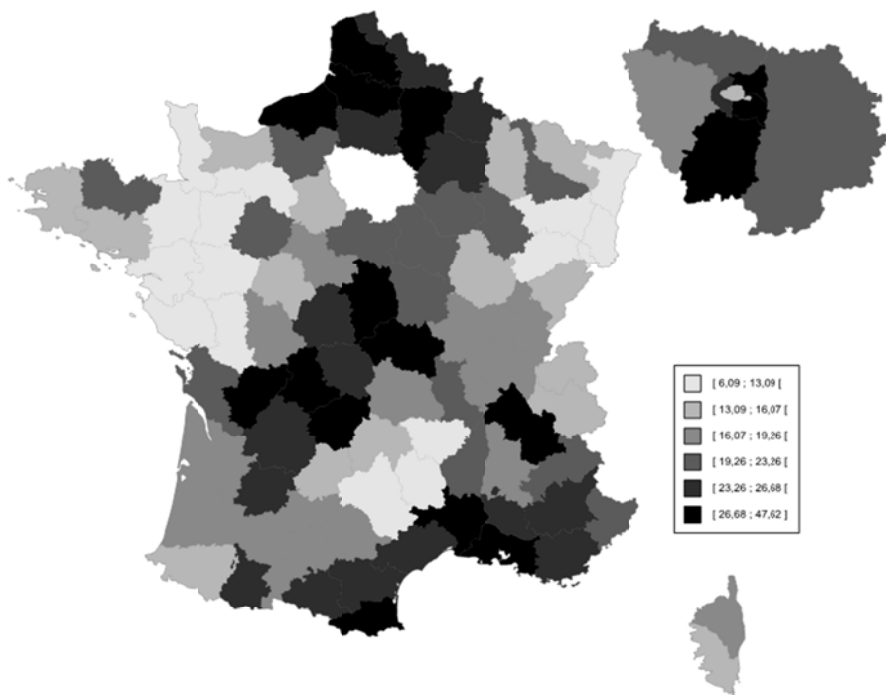 [ 6,09 ; 13,09 [
[ 13,09 ; 16,07 [
[ 16,07 ; 19,26 [
[ 19,26 ; 23,26 [
[ 23,26 ; 26,68 [
[ 26,68 ; 47,62 ]